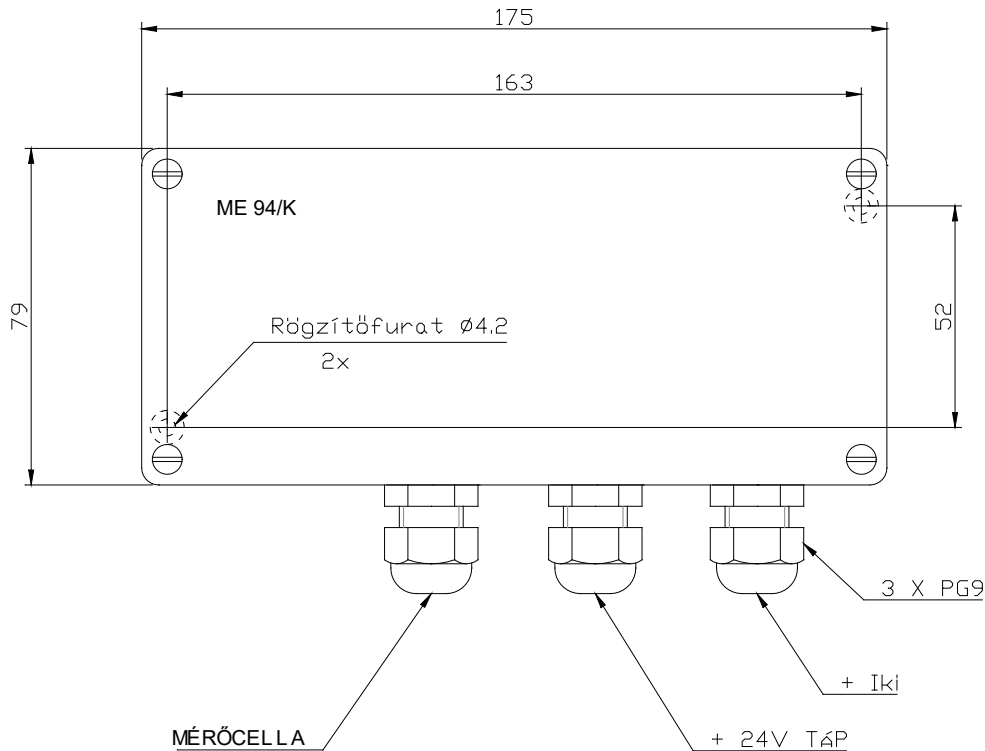 175
163
ME 94/K
79
52
Rögzítőfurat Ø4.2
2x
3 X PG9
+ Iki
MÉRŐCELLA
+ 24V TáP